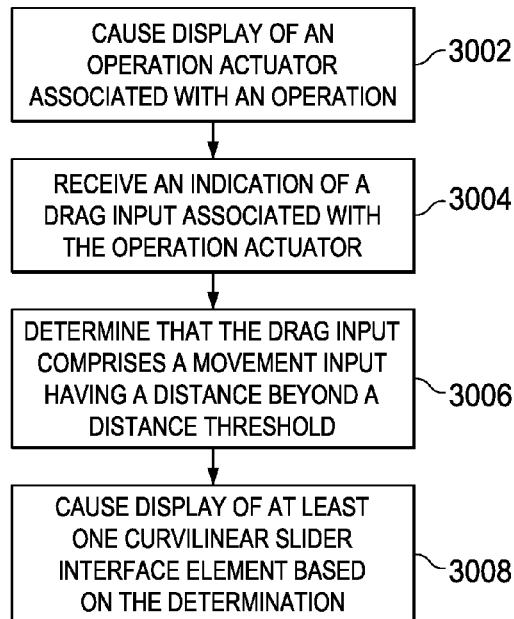 CAUSE DISPLAY OF AN
OPERATION ACTUATOR
ASSOCIATED WITH AN OPERATION
3002
RECEIVE AN INDICATION OF A
DRAG INPUT ASSOCIATED WITH
THE OPERATION ACTUATOR
3004
DETERMINE THAT THE DRAG INPUT
COMPRISES A MOVEMENT INPUT
HAVING A DISTANCE BEYOND A
DISTANCE THRESHOLD
3006
CAUSE DISPLAY OF AT LEAST
ONE CURVILINEAR SLIDER
INTERFACE ELEMENT BASED
ON THE DETERMINATION
3008